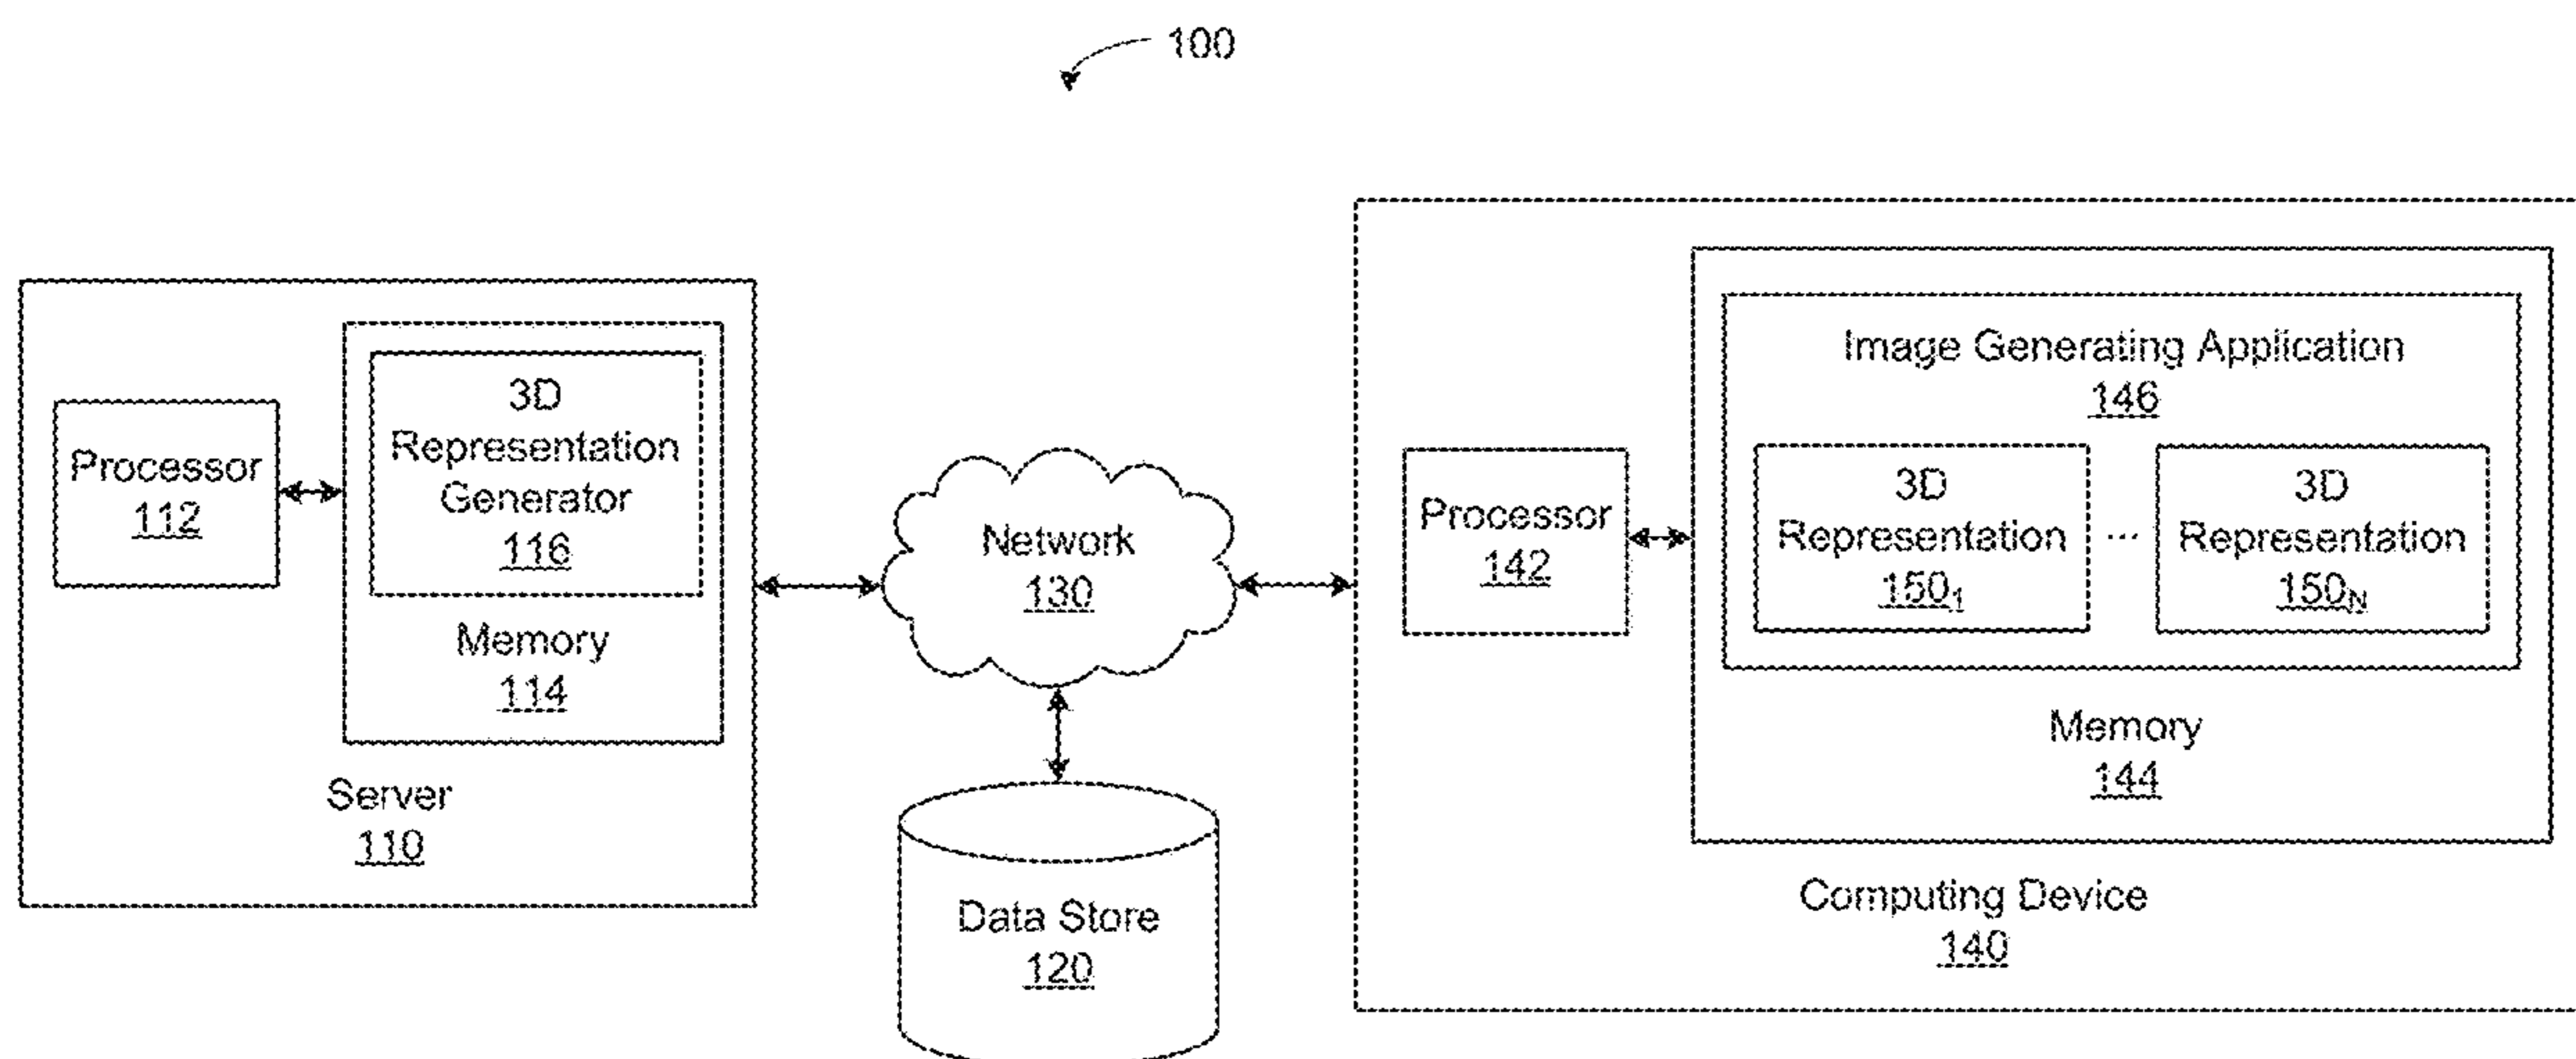 100
3D
Representation
Generator
116
Processor
112
Memory
114
Server
110
Network
130
Data Store
120
Image Generating Application
146
Processor
142
3D
Representation
150₁
...
3D
Representation
150ₙ
Memory
144
Computing Device
140